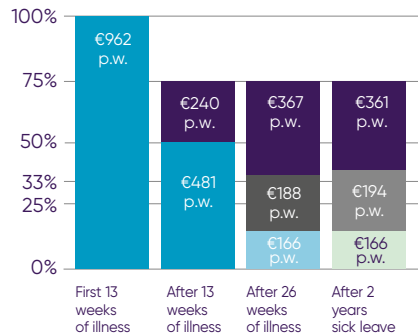 100%
75%
50%
33%
25%
0%
€962
p.w.
€240
p.w.
€481
p.w.
€367
p.w.
€188
p.w.
€166
p.w.
€361
p.w.
€194
p.w.
€166
p.w.
First 13
weeks
of illness
After 13
weeks
of illness
After 26
weeks
of illness
After 2
years
sick leave